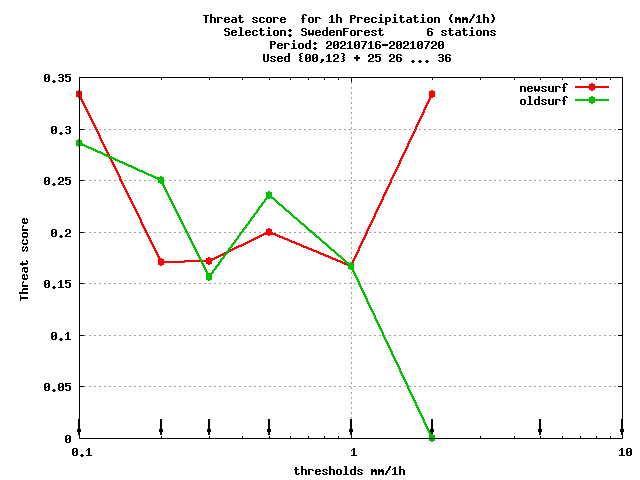 Threat score  for 1h Precipitation (mm/1h)
Selection: SwedenForest      6 stations
Period: 20210716-20210720
Used {00,12} + 25 26 ... 36
newsurf
oldsurf
0.35
0.3
0.25
0.2
0.15
0.1
0.05
0
Threat score
0.1
1
10
thresholds mm/1h